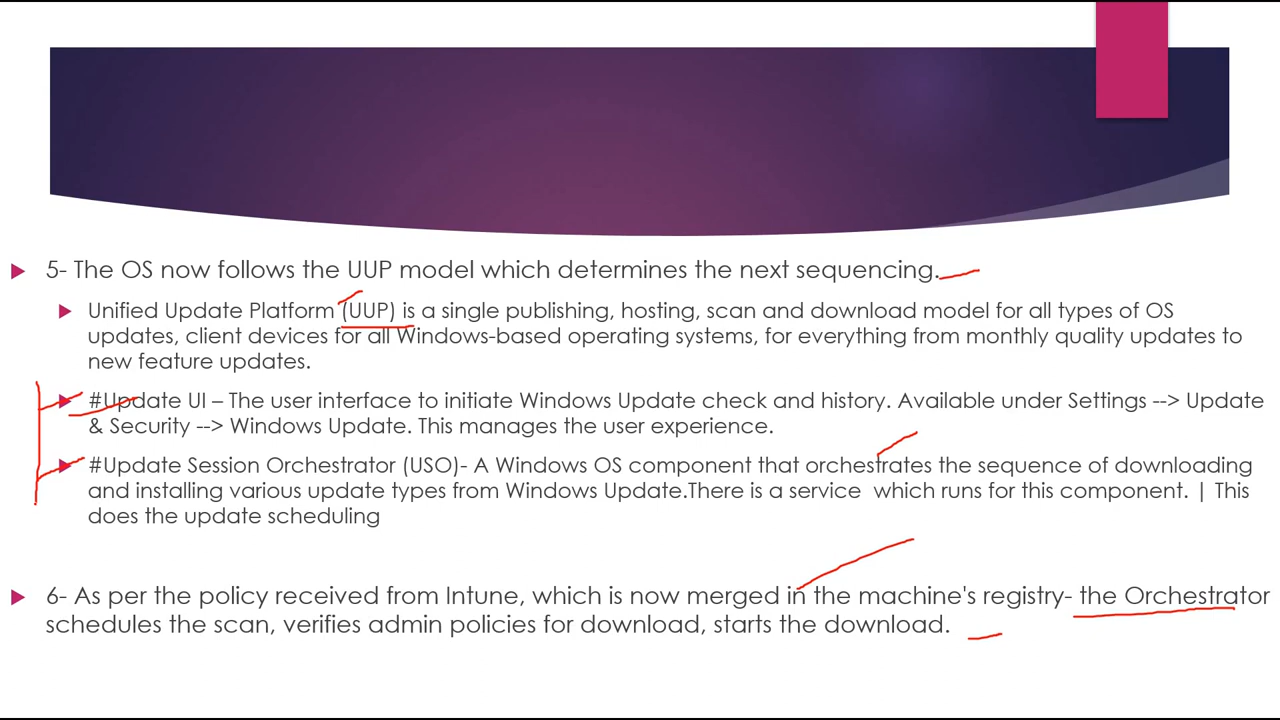 5- The OS now follows the UUP model which determines the next sequencing.
Unified Update Platform (UUP) is a single publishing, hosting, scan and download model for all types of OS
updates, client devices for all Windows-based operating systems, for everything from monthly quality updates to
new feature updates.
#Update UI – The user interface to initiate Windows Update check and history. Available under Settings --> Update
& Security --> Windows Update. This manages the user experience.
#Update Session Orchestrator (USO)- A Windows OS component that orchestrates the sequence of downloading
and installing various update types from Windows Update.There is a service  which runs for this component. | This
does the update scheduling
6- As per the policy received from Intune, which is now merged in the machine's registry- the Orchestrator
schedules the scan, verifies admin policies for download, starts the download.